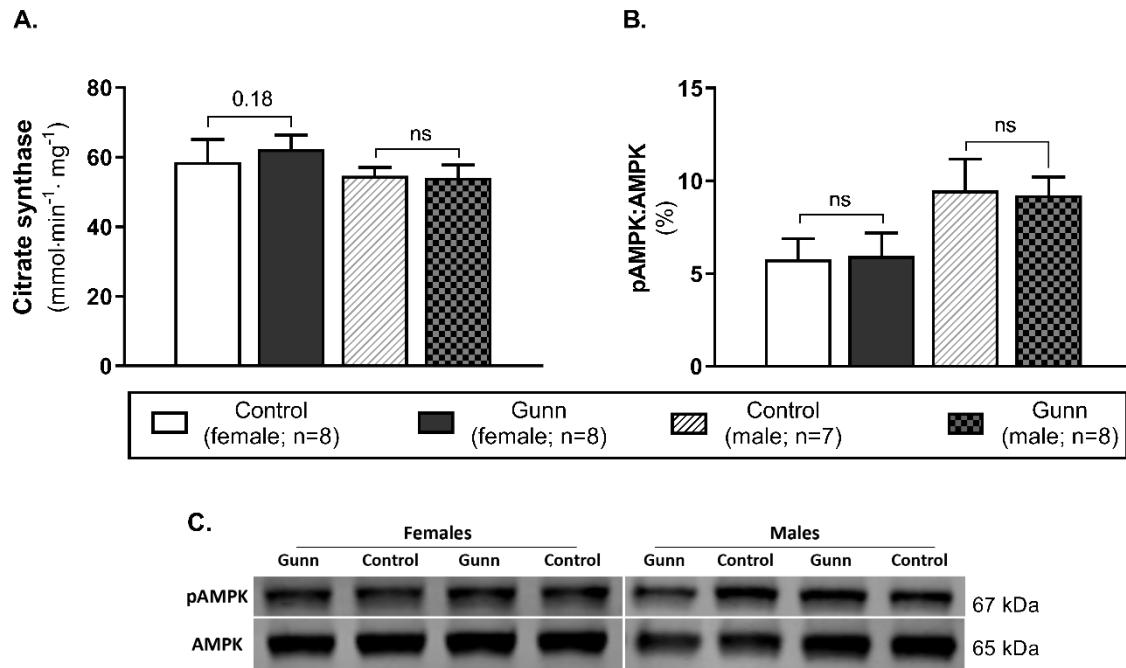 A.
Citrate synthase
(mmol·min⁻¹· mg⁻¹)
80
60
40
20
0
0.18
ns
B.
pAMPK:AMPK
(%)
15
10
5
0
ns
ns
Control
(female; n=8)
Gunn
(female; n=8)
Control
(male; n=7)
Gunn
(male; n=8)
C.
Females
Males
Gunn Control Gunn Control Gunn Control Gunn Control
pAMPK 67 kDa
AMPK 65 kDa